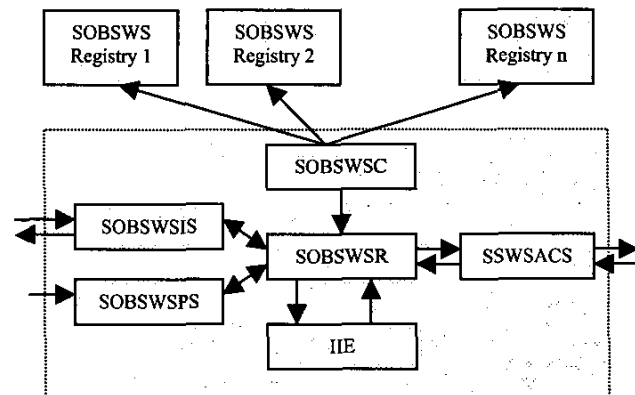 SOBSWS
Registry 1
SOBSWS
Registry 2
SOBSWS
Registry n
SOBSWSC
SOBSWSIS
SOBSWSR
SSWSACS
SOBSWSPS
IIE